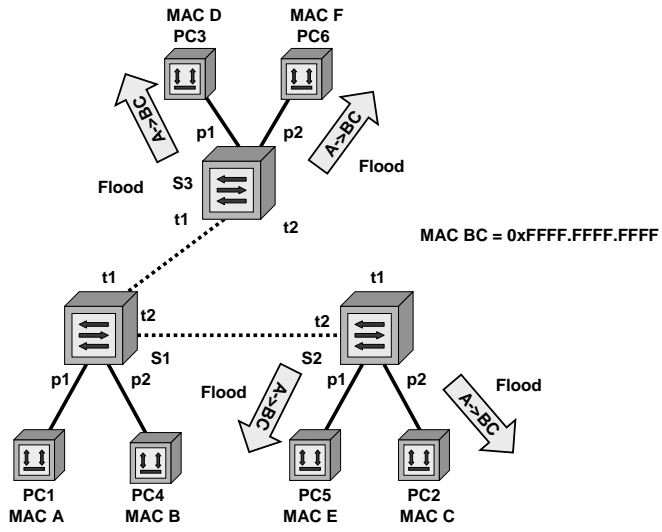 MAC D
PC3
MAC F
PC6
A->BC
A->BC
p1
p2
Flood
Flood
S3
t1
t2
MAC BC = 0xFFFF.FFFF.FFFF
t1
t1
t2
t2
S1
S2
p1
p2
Flood
A->BC
p1
p2
A->BC
Flood
PC1
MAC A
PC4
MAC B
PC5
MAC E
PC2
MAC C